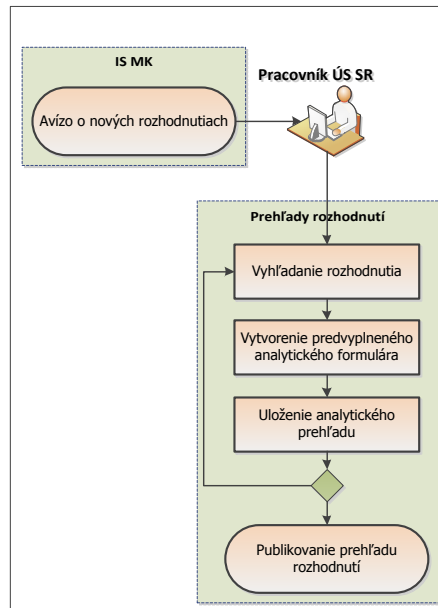 IS MK
Pracovník ÚS SR
Avízo o nových rozhodnutiach
Prehľady rozhodnutí
Vyhľadanie rozhodnutia
Vytvorenie predvyplneného
analytického formulára
Uloženie analytického
prehľadu
Publikovanie prehľadu
rozhodnutí